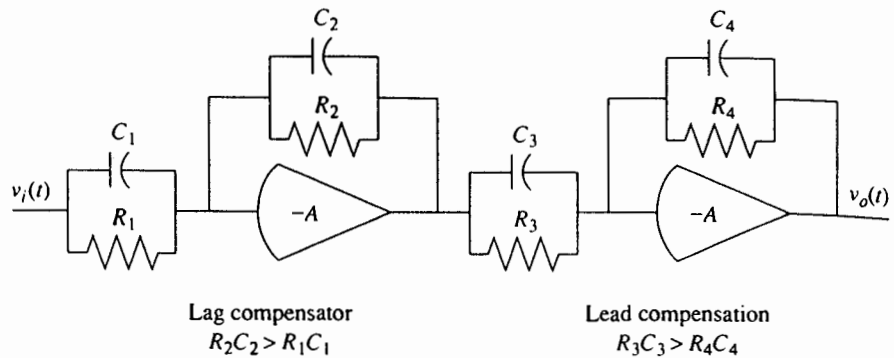 C₂
C₄
R₂
R₄
C₁
C₃
vᵢ(t)
−A
−A
vₒ(t)
R₁
R₃
Lag compensator
Lead compensation
R₂C₂ > R₁C₁
R₃C₃ > R₄C₄